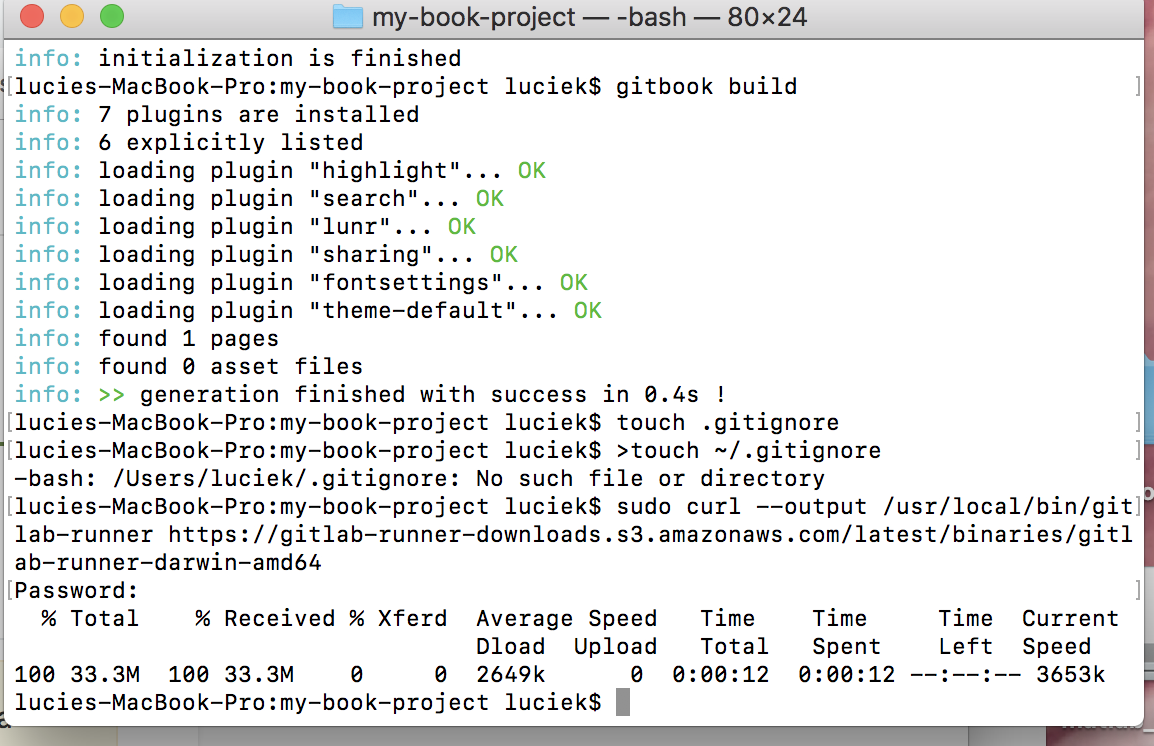 my-book-project — -bash — 80×24
info: initialization is finished
[lucies-MacBook-Pro:my-book-project luciek$ gitbook build ]
info: 7 plugins are installed
info: 6 explicitly listed
info: loading plugin "highlight"... OK
info: loading plugin "search"... OK
info: loading plugin "lunr"... OK
info: loading plugin "sharing"... OK
info: loading plugin "fontsettings"... OK
info: loading plugin "theme-default"... OK
info: found 1 pages
info: found 0 asset files
info: >> generation finished with success in 0.4s !
[lucies-MacBook-Pro:my-book-project luciek$ touch .gitignore ]
[lucies-MacBook-Pro:my-book-project luciek$ >touch ~/.gitignore ]
-bash: /Users/luciek/.gitignore: No such file or directory
[lucies-MacBook-Pro:my-book-project luciek$ sudo curl --output /usr/local/bin/git]
lab-runner https://gitlab-runner-downloads.s3.amazonaws.com/latest/binaries/gitl
ab-runner-darwin-amd64
[Password: ]
% Total % Received % Xferd Average Speed Time Time Time Current
Dload Upload Total Spent Left Speed
100 33.3M 100 33.3M 0 0 2649k 0 0:00:12 0:00:12 --:--:-- 3653k
lucies-MacBook-Pro:my-book-project luciek$